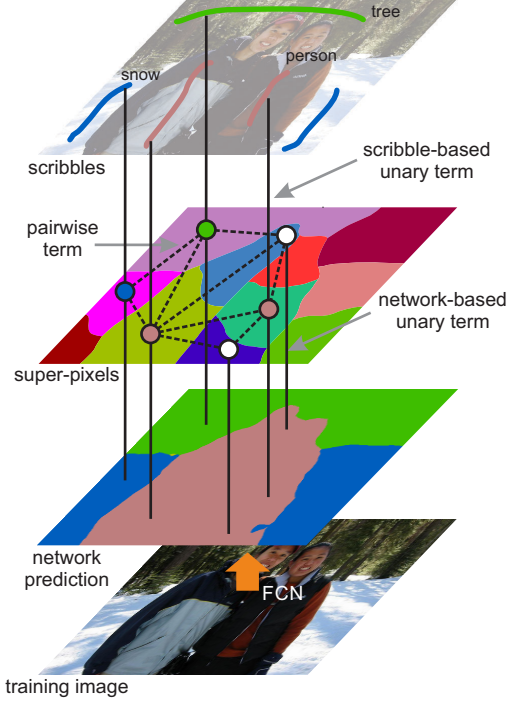 tree
person
snow
scribbles
scribble-based
unary term
pairwise
term
network-based
unary term
super-pixels
network
prediction
FCN
training image